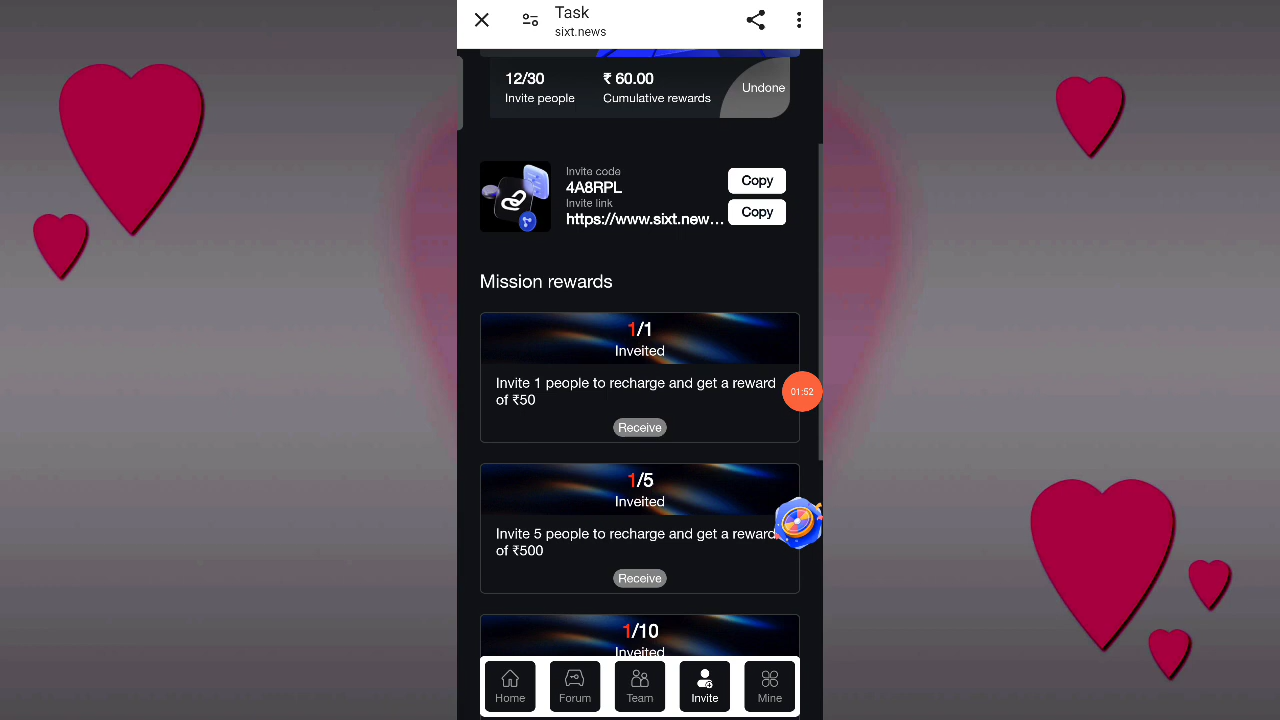 Task
sixt.news
12/30
Invite people
₹ 60.00
Cumulative rewards
Undone
Invite code
4A8RPL
Copy
Invite link
https://www.sixt.new...
Copy
Mission rewards
1/1
Inveited
Invite 1 people to recharge and get a reward
of ₹50
01:52
Receive
1/5
Inveited
Invite 5 people to recharge and get a reward
of ₹500
Receive
1/10
Inveited
Home
Forum
Team
Invite
Mine